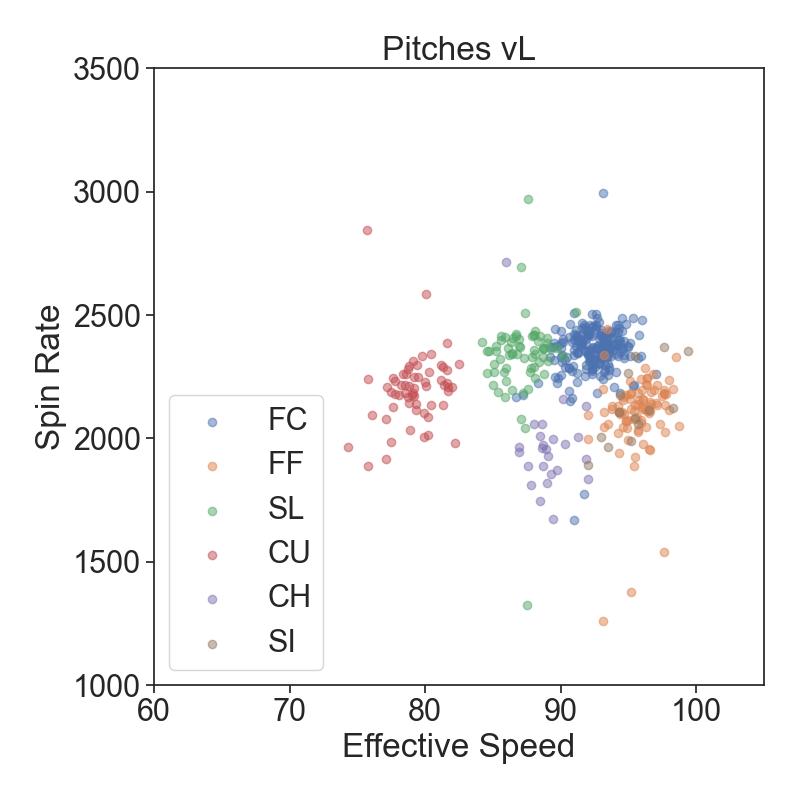 Pitches vL
3500
3000
2500
2000
1500
1000
Spin Rate
FC
FF
SL
CU
CH
SI
60 70 80 90 100
Effective Speed